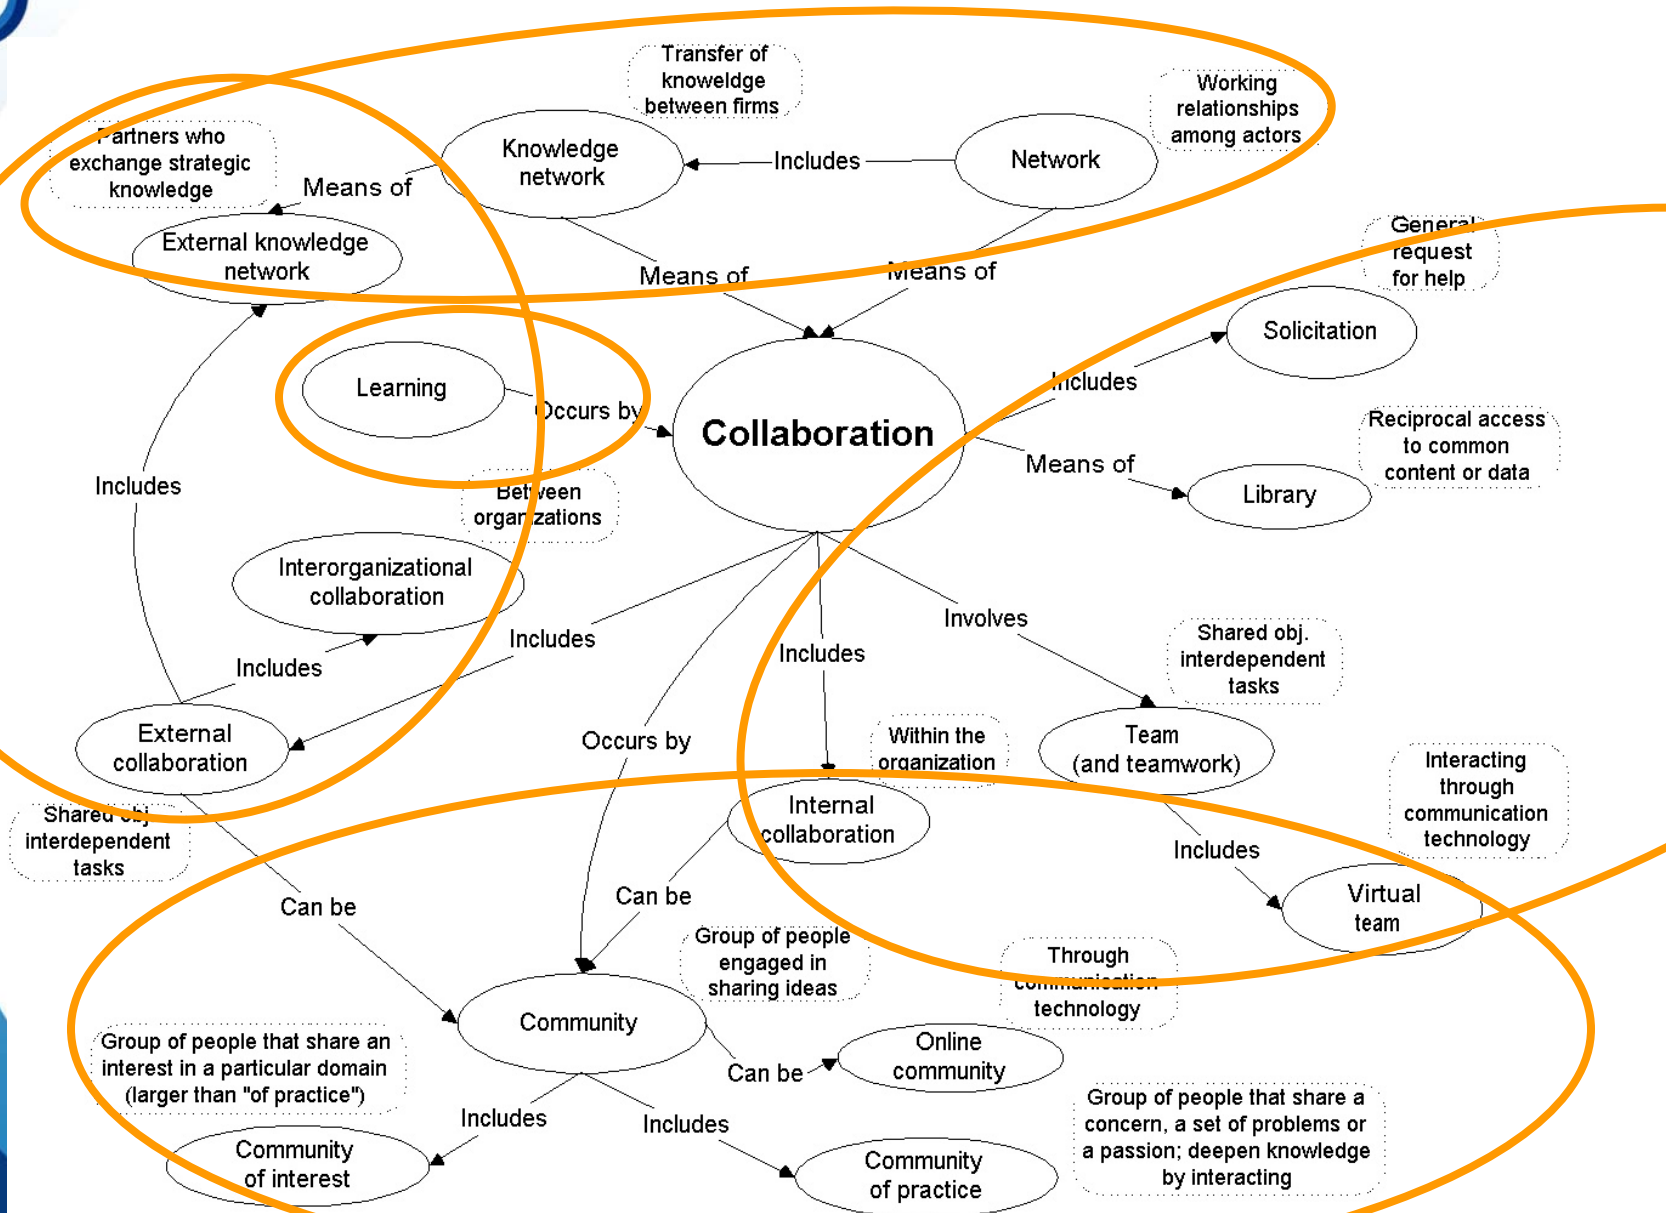 Transfer of
knoweldge
between firms
Working
relationships
among actors
Partners who
exchange strategic
knowledge
Knowledge
network
Includes
Network
Means of
External knowledge
network
General
request
for help
Means of
Means of
Solicitation
Learning
Occurs by
Collaboration
Includes
Reciprocal access
to common
content or data
Means of
Library
Includes
Between
organizations
Interorganizational
collaboration
Includes
Includes
Includes
Involves
Shared obj.
interdependent
tasks
External
collaboration
Occurs by
Within the
organization
Team
(and teamwork)
Interacting
through
communication
technology
Shared obj.
interdependent
tasks
Internal
collaboration
Includes
Can be
Can be
Virtual
team
Group of people
engaged in
sharing ideas
Through
communication
technology
Community
Can be
Online
community
Group of people that share an
interest in a particular domain
(larger than "of practice")
Includes
Includes
Group of people that share a
concern, a set of problems or
a passion; deepen knowledge
by interacting
Community
of interest
Community
of practice